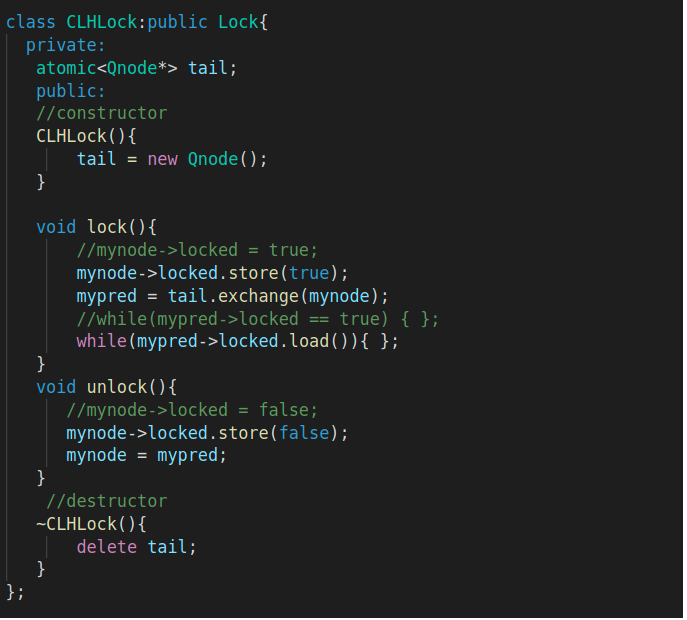 class CLHLock:public Lock{
private:
atomic<Qnode*> tail;
public:
//constructor
CLHLock(){
tail = new Qnode();
}
void lock(){
//mynode->locked = true;
mynode->locked.store(true);
mypred = tail.exchange(mynode);
//while(mypred->locked == true) { };
while(mypred->locked.load()){ };
}
void unlock(){
//mynode->locked = false;
mynode->locked.store(false);
mynode = mypred;
}
//destructor
~CLHLock(){
delete tail;
}
};